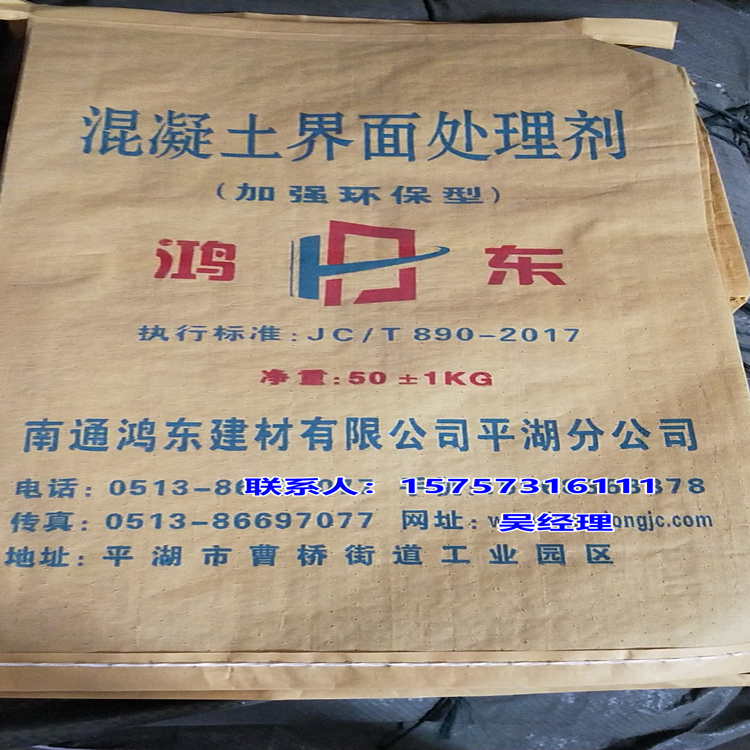 混凝土界面处理剂
(加强环保型)
鸿 东
执行标准:JC/T 890-2017
净重:50±1KG
南通鸿东建材有限公司平湖分公司
电话: 0513-86 联系人: 15757316111 878
传真: 0513-86697077 网址: 吴经理 ongjc.com
地址: 平湖市曹桥街道工业园区